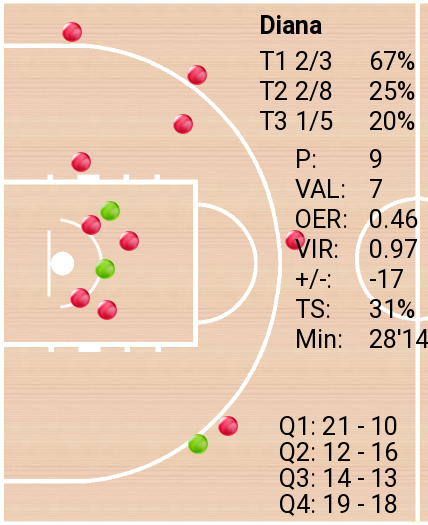 Diana
T1 2/3 67%
T2 2/8 25%
T3 1/5 20%
P: 9
VAL: 7
OER: 0.46
VIR: 0.97
+/-: -17
TS: 31%
Min: 28'14
Q1: 21 - 10
Q2: 12 - 16
Q3: 14 - 13
Q4: 19 - 18